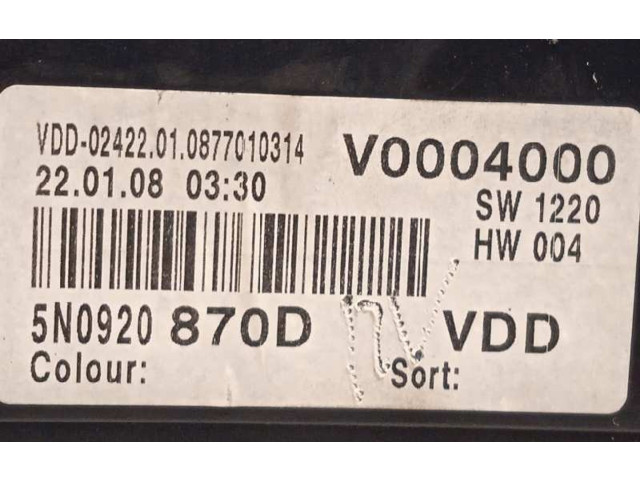 VDD-02422.01.0877010314 V0004000
22.01.08 03:30 SW 1220
HW 004
5N0920 870D VDD
Colour: Sort: